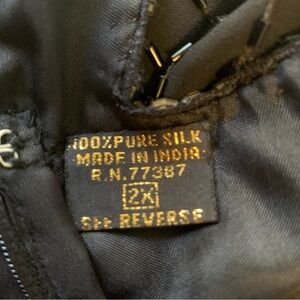 100% PURE SILK
MADE IN INDIA
R.N. 77387
2X
SEE REVERSE